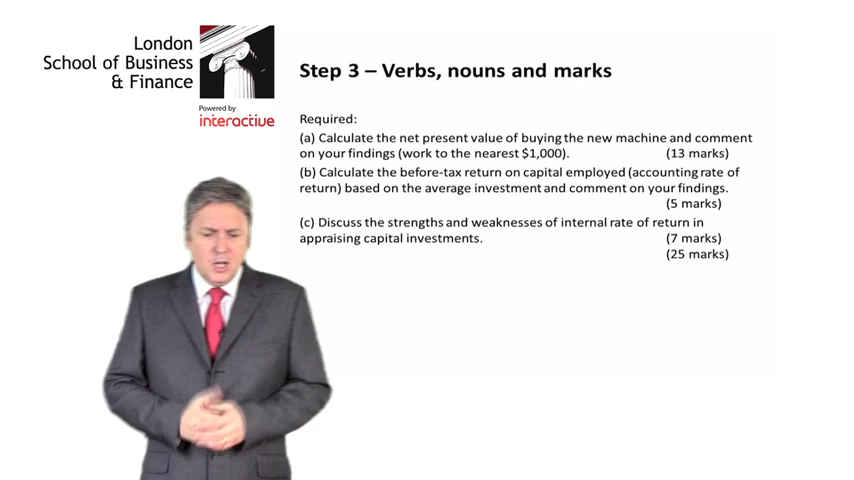 London
School of Business
& Finance
Powered by
interactive
Step 3 – Verbs, nouns and marks
Required:
(a) Calculate the net present value of buying the new machine and comment
on your findings (work to the nearest $1,000). (13 marks)
(b) Calculate the before-tax return on capital employed (accounting rate of
return) based on the average investment and comment on your findings.
(5 marks)
(c) Discuss the strengths and weaknesses of internal rate of return in
appraising capital investments. (7 marks)
(25 marks)